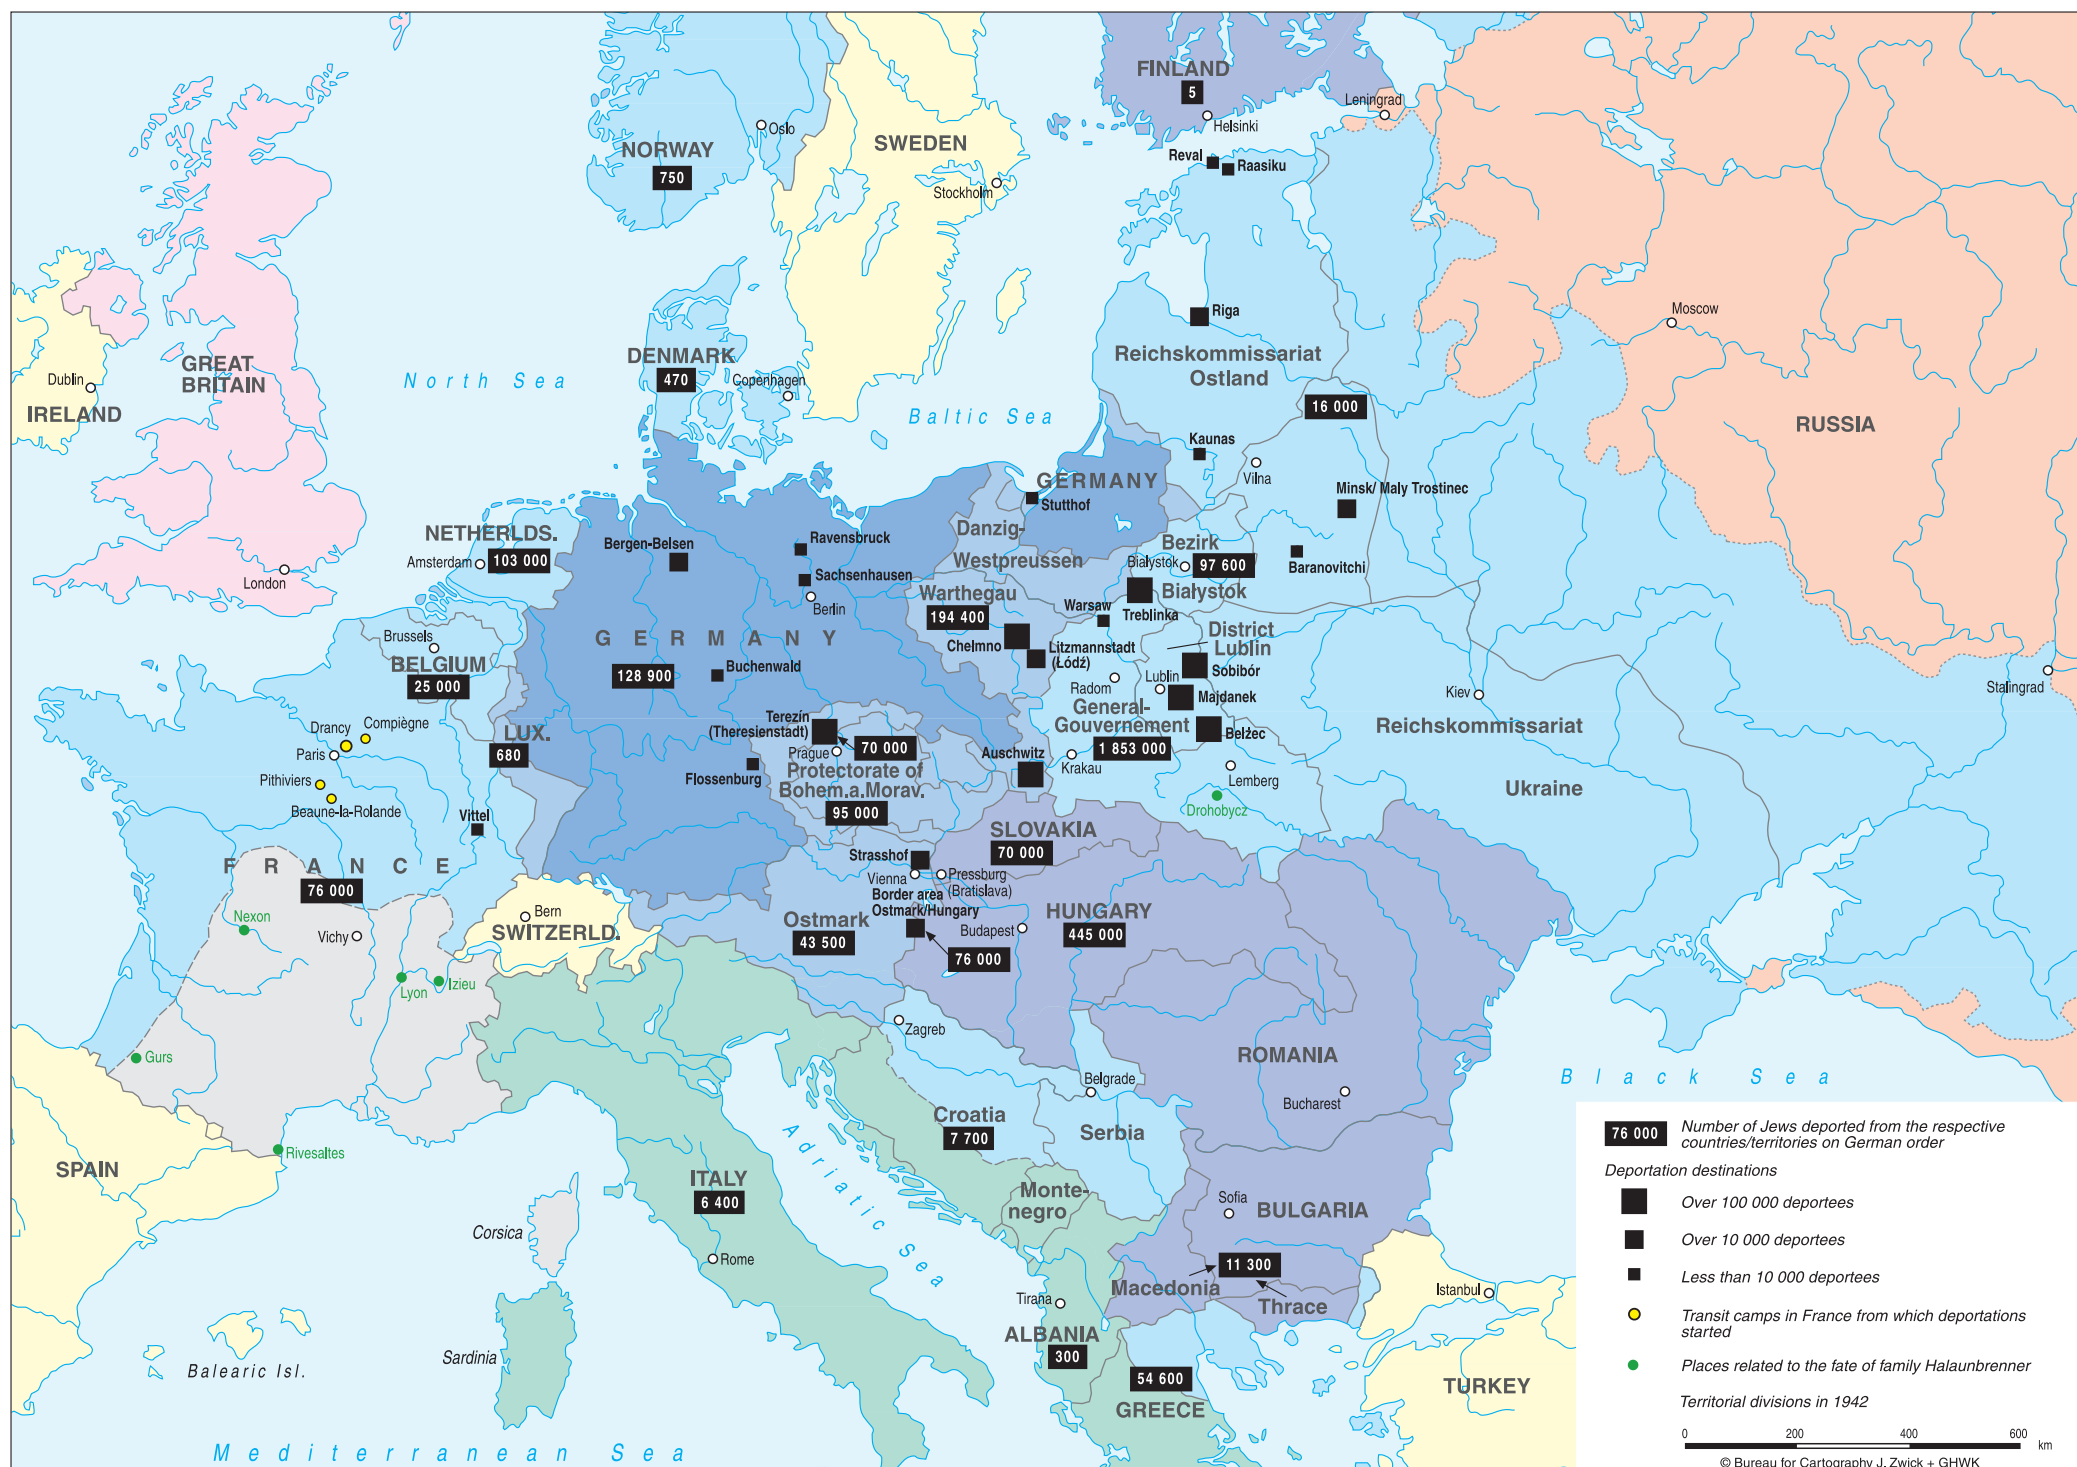 FINLAND
5
Helsinki
Leningrad
Oslo
NORWAY
750
SWEDEN
Stockholm
Reval
Raasiku
Riga
Moscow
Reichskommissariat
Ostland
16 000
RUSSIA
GREAT
BRITAIN
Dublin
IRELAND
North Sea
DENMARK
470
Copenhagen
Baltic Sea
Kaunas
Vilna
Minsk/ Maly Trostinec
Baranovitchi
GERMANY
Stutthof
Danzig-
Westpreussen
Bezirk
Białystok
97 600
Białystok
NETHERLDS.
Amsterdam
103 000
London
Bergen-Belsen
Ravensbruck
Sachsenhausen
Berlin
Warthegau
194 400
Chelmno
Litzmannstadt
(Łódź)
Warsaw
Treblinka
District
Lublin
Sobibór
Lublin
Majdanek
Radom
General-
Gouvernement
1 853 000
Bełżec
Krakau
Lemberg
Drohobycz
Auschwitz
Kiev
Stalingrad
Reichskommissariat
Ukraine
Brussels
BELGIUM
25 000
GERMANY
128 900
Buchenwald
LUX.
680
Terezín
(Theresienstadt)
70 000
Prague
Protectorate of
Bohem.a.Morav.
95 000
Flossenburg
Drancy
Compiègne
Paris
Pithiviers
Beaune-la-Rolande
Vittel
FRANCE
76 000
Nexon
Vichy
Lyon
Izieu
Gurs
Rivesaltes
Bern
SWITZERLD.
Strasshof
Vienna
Pressburg
(Bratislava)
Border area
Ostmark/Hungary
76 000
Ostmark
43 500
SLOVAKIA
70 000
HUNGARY
445 000
Budapest
Zagreb
Croatia
7 700
Belgrade
Serbia
ROMANIA
Bucharest
Black Sea
SPAIN
Corsica
Sardinia
Balearic Isl.
Mediterranean Sea
ITALY
6 400
Rome
Adriatic Sea
Monte-
negro
Sofia
BULGARIA
11 300
Macedonia
Thrace
Tirana
ALBANIA
300
54 600
GREECE
Istanbul
TURKEY
76 000
Number of Jews deported from the respective
countries/territories on German order
Deportation destinations
Over 100 000 deportees
Over 10 000 deportees
Less than 10 000 deportees
Transit camps in France from which deportations
started
Places related to the fate of family Halaunbrenner
Territorial divisions in 1942
0 200 400 600 km
© Bureau for Cartography J. Zwick + GHWK